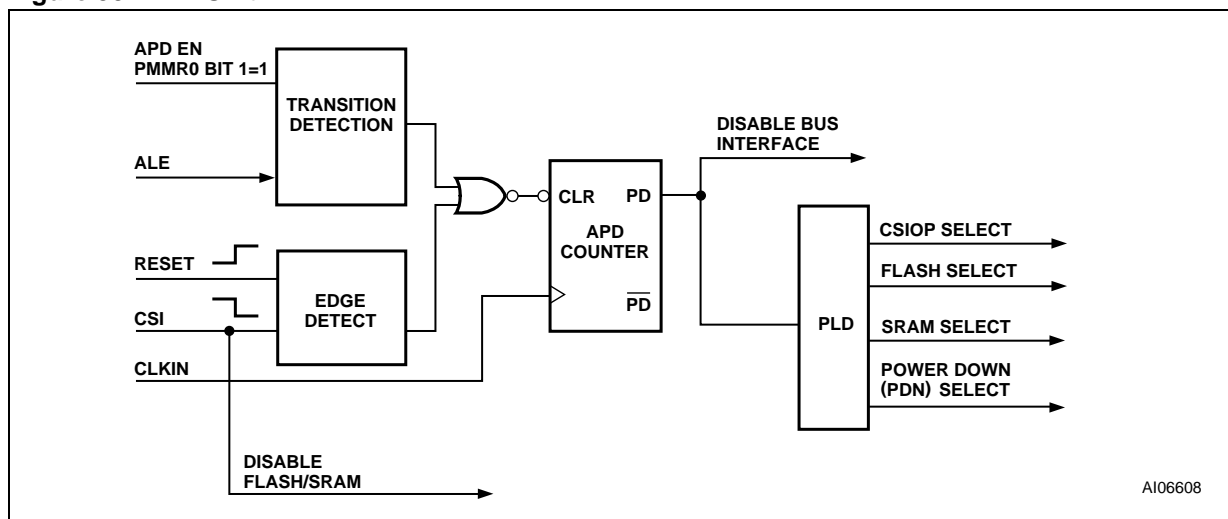 APD EN
PMMR0 BIT 1=1
TRANSITION
DETECTION
ALE
DISABLE BUS
INTERFACE
CLR
PD
APD
COUNTER
PD
RESET
CSI
EDGE
DETECT
CLKIN
PLD
CSIOP SELECT
FLASH SELECT
SRAM SELECT
POWER DOWN
(PDN) SELECT
DISABLE
FLASH/SRAM
AI06608